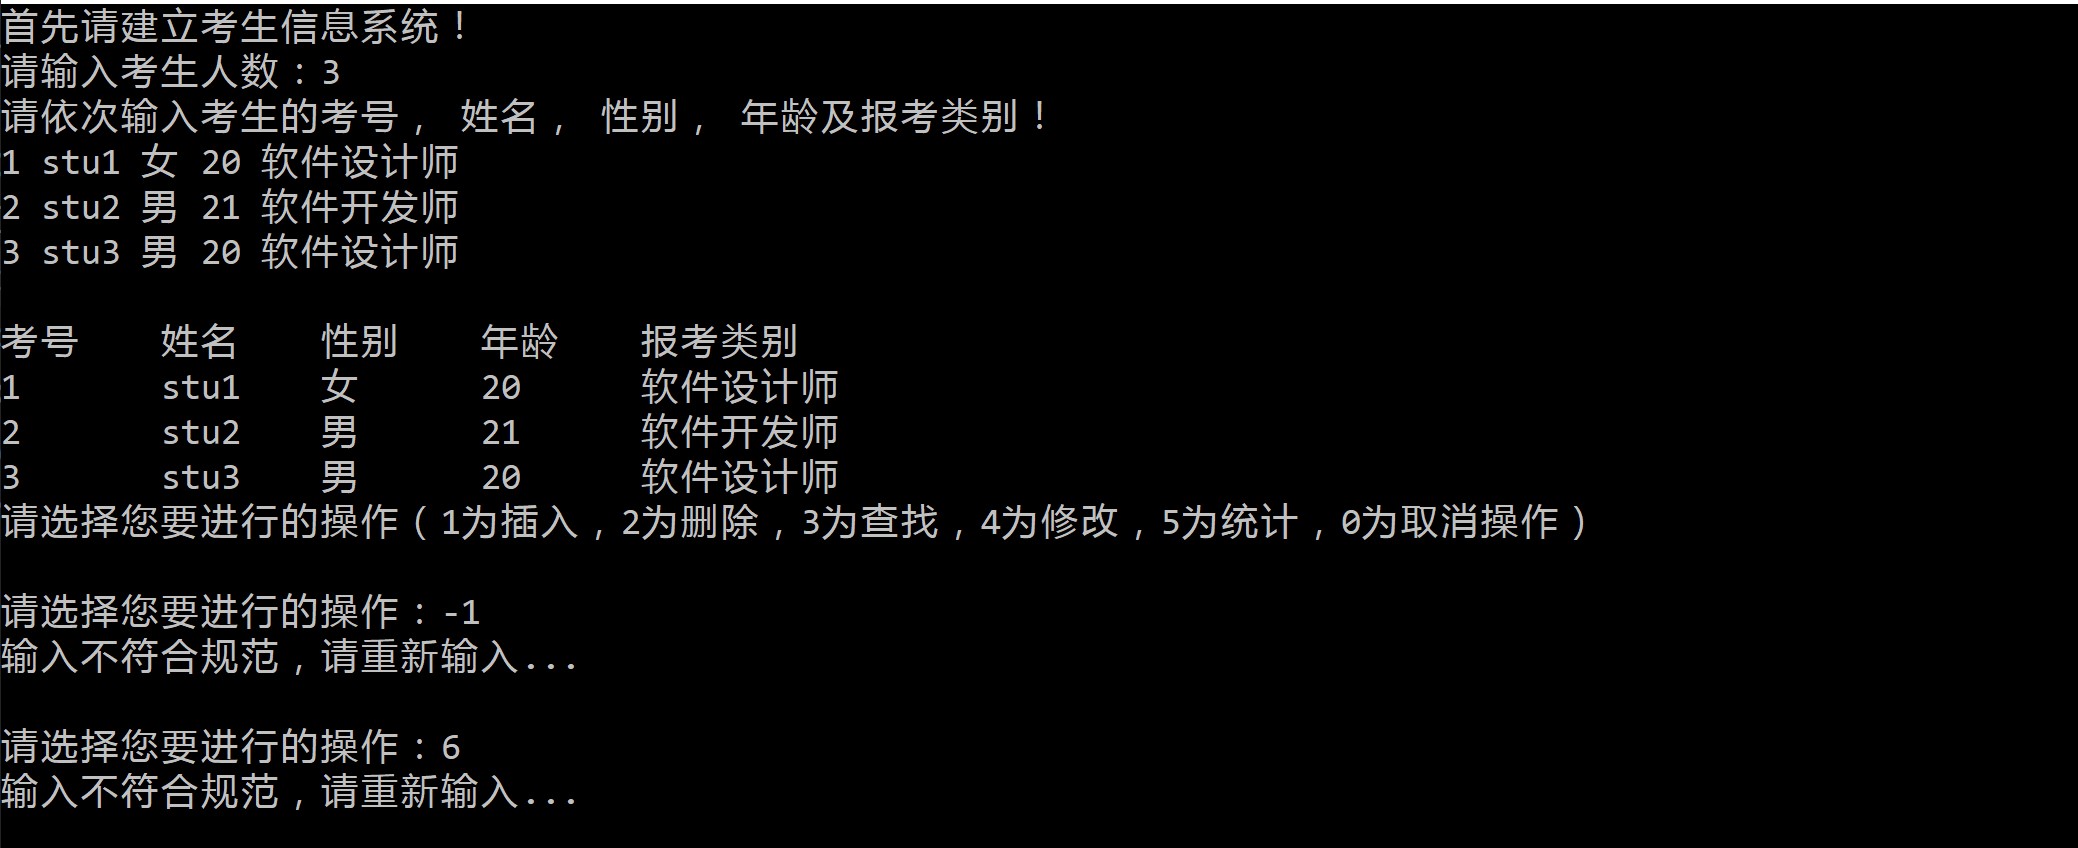 首先请建立考生信息系统！
请输入考生人数：3
请依次输入考生的考号， 姓名， 性别， 年龄及报考类别！
1 stu1 女 20 软件设计师
2 stu2 男 21 软件开发师
3 stu3 男 20 软件设计师
考号 姓名 性别 年龄 报考类别
1 stu1 女 20 软件设计师
2 stu2 男 21 软件开发师
3 stu3 男 20 软件设计师
请选择您要进行的操作（1为插入，2为删除，3为查找，4为修改，5为统计，0为取消操作）
请选择您要进行的操作：-1
输入不符合规范，请重新输入...
请选择您要进行的操作：6
输入不符合规范，请重新输入...